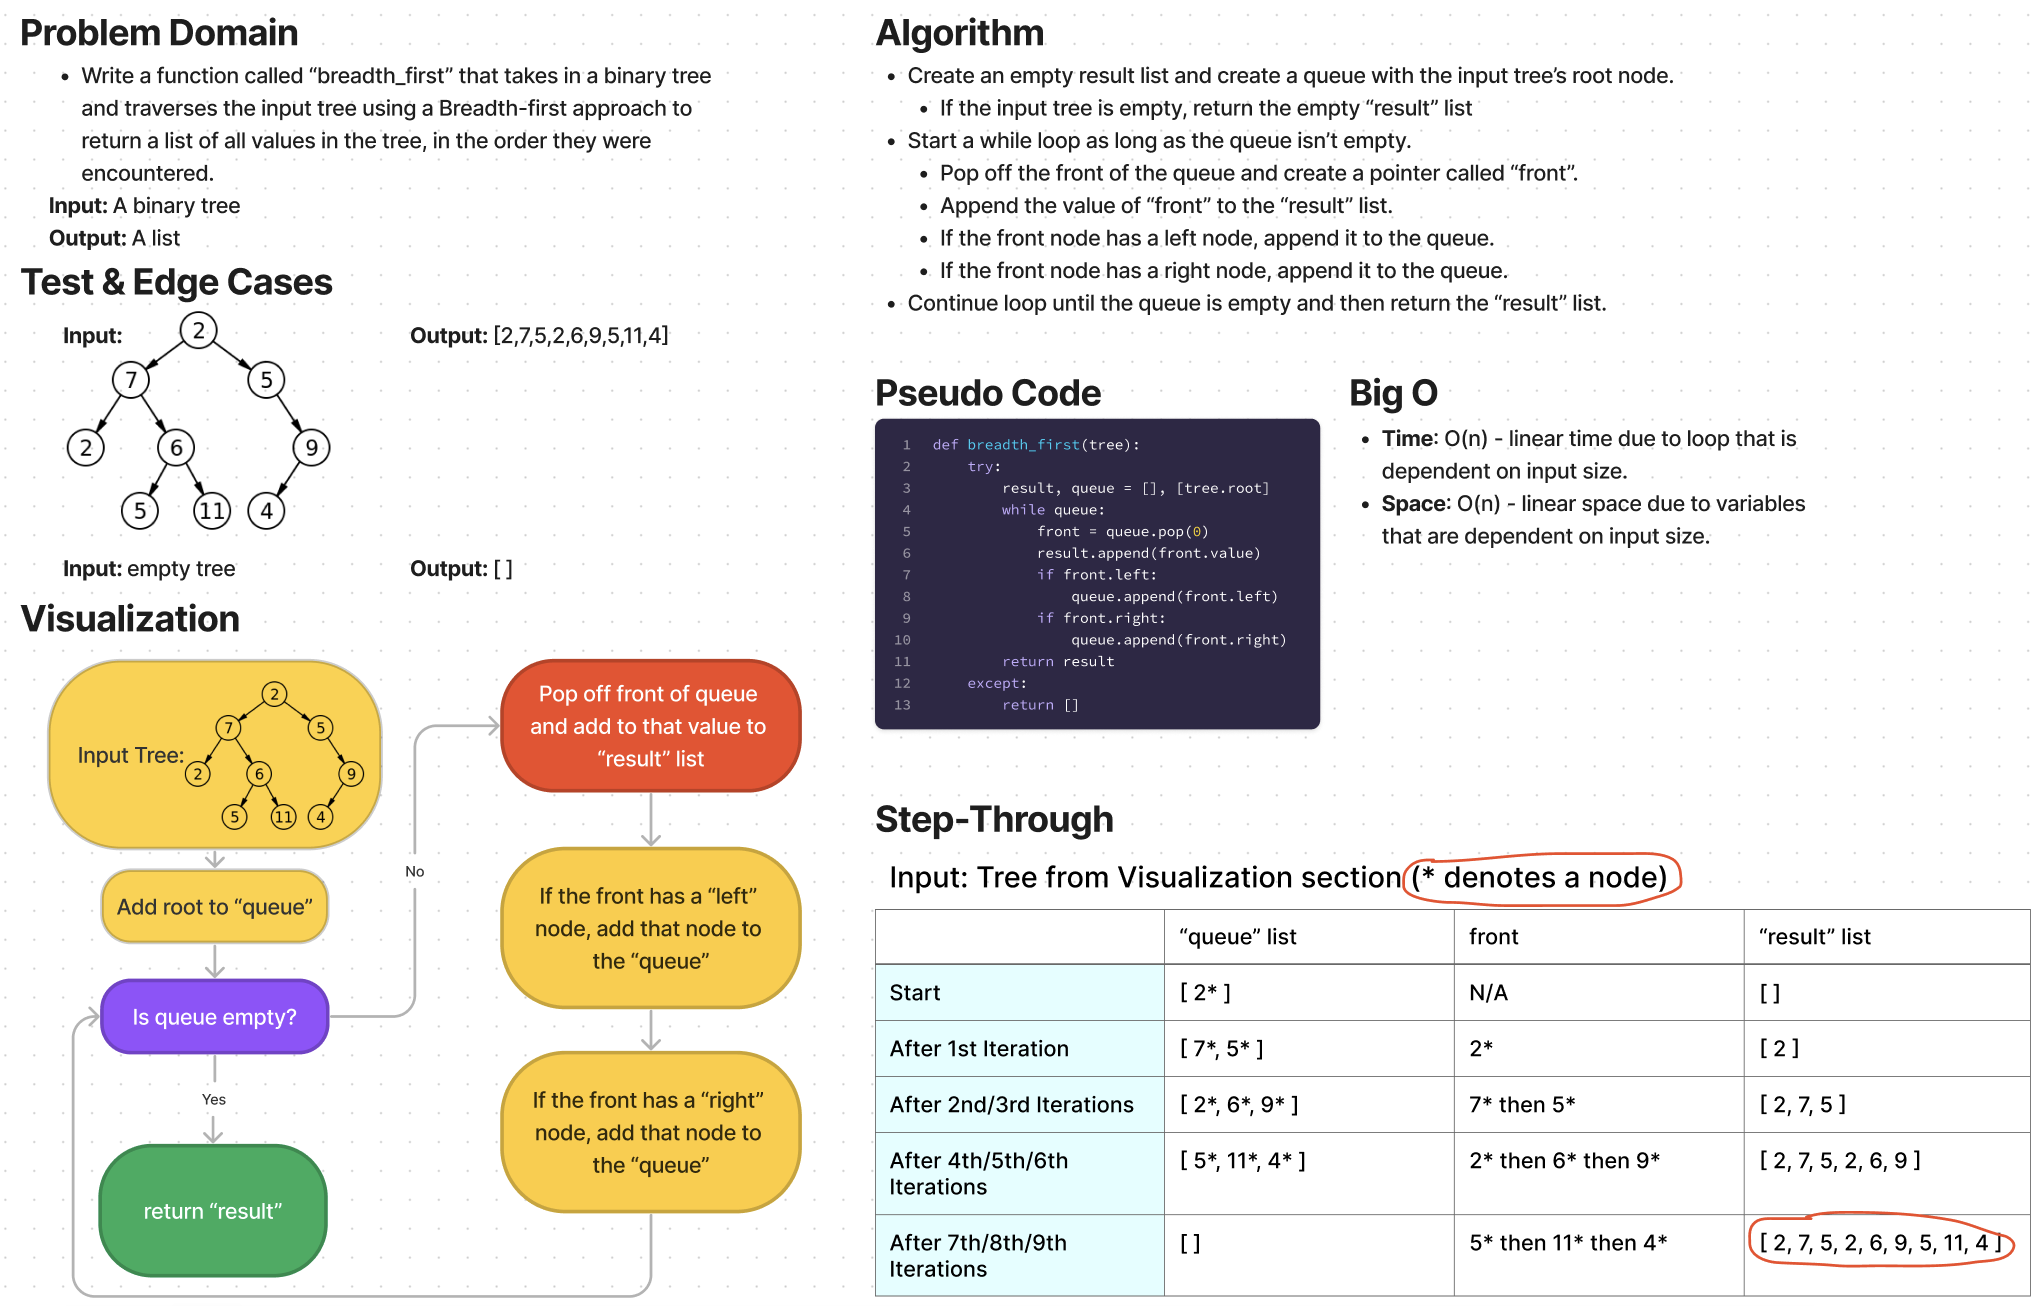 Problem Domain
• Write a function called “breadth_first” that takes in a binary tree
and traverses the input tree using a Breadth-first approach to
return a list of all values in the tree, in the order they were
encountered.
Input: A binary tree
Output: A list
Test & Edge Cases
Input:
2
7
5
2
6
9
5
11
4
Output: [2,7,5,2,6,9,5,11,4]
Input: empty tree
Output: [ ]
Visualization
Input Tree:
2
7
5
2
6
9
5
11
4
Add root to “queue”
Is queue empty?
No
Yes
return “result”
Pop off front of queue
and add to that value to
“result” list
If the front has a “left”
node, add that node to
the “queue”
If the front has a “right”
node, add that node to
the “queue”
Algorithm
• Create an empty result list and create a queue with the input tree’s root node.
• If the input tree is empty, return the empty “result” list
• Start a while loop as long as the queue isn’t empty.
• Pop off the front of the queue and create a pointer called “front”.
• Append the value of “front” to the “result” list.
• If the front node has a left node, append it to the queue.
• If the front node has a right node, append it to the queue.
• Continue loop until the queue is empty and then return the “result” list.
Pseudo Code
1 def breadth_first(tree):
2 try:
3 result, queue = [], [tree.root]
4 while queue:
5 front = queue.pop(0)
6 result.append(front.value)
7 if front.left:
8 queue.append(front.left)
9 if front.right:
10 queue.append(front.right)
11 return result
12 except:
13 return []
Big O
• Time: O(n) - linear time due to loop that is
dependent on input size.
• Space: O(n) - linear space due to variables
that are dependent on input size.
Step-Through
Input: Tree from Visualization section (* denotes a node)
“queue” list front “result” list
Start [ 2* ] N/A [ ]
After 1st Iteration [ 7*, 5* ] 2* [ 2 ]
After 2nd/3rd Iterations [ 2*, 6*, 9* ] 7* then 5* [ 2, 7, 5 ]
After 4th/5th/6th [ 5*, 11*, 4* ] 2* then 6* then 9* [ 2, 7, 5, 2, 6, 9 ]
Iterations
After 7th/8th/9th [ ] 5* then 11* then 4* [ 2, 7, 5, 2, 6, 9, 5, 11, 4 ]
Iterations